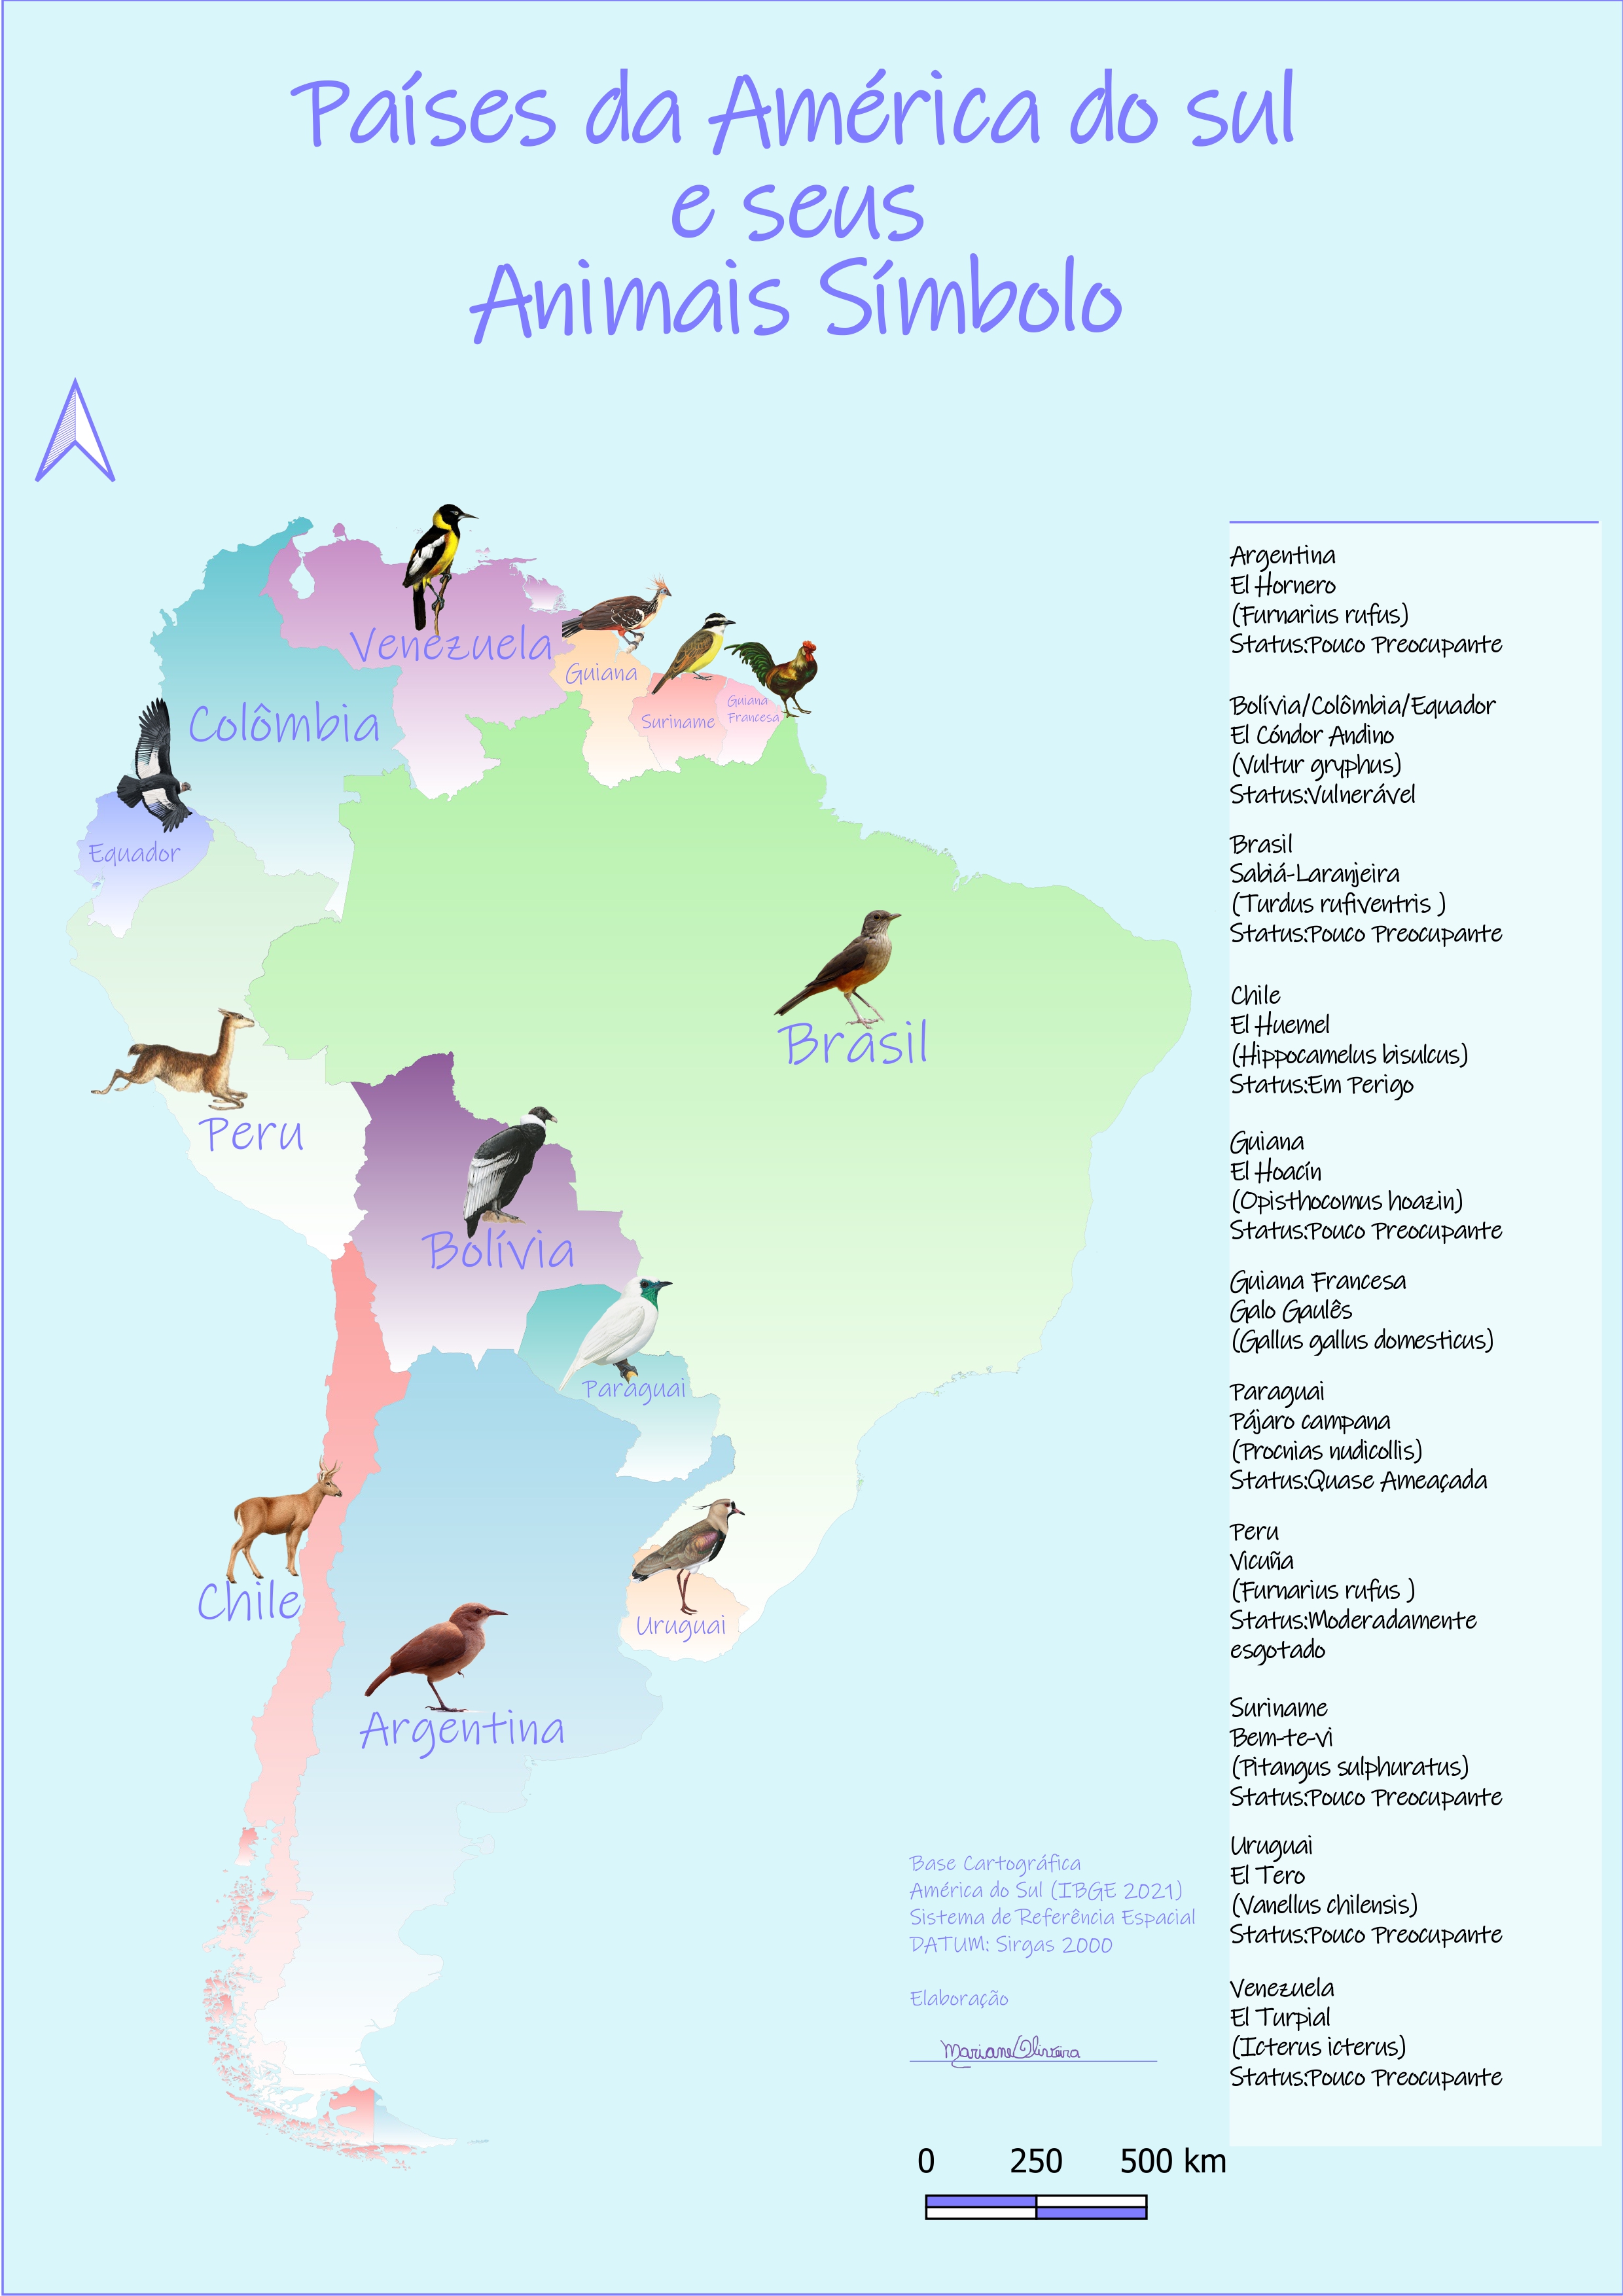 Países da América do sul
e seus
Animais Símbolo
Venezuela
Guiana
Suriname
Guiana
Francesa
Colômbia
Equador
Brasil
Peru
Bolívia
Paraguai
Chile
Uruguai
Argentina
Argentina
El Hornero
(Furnarius rufus)
Status:Pouco Preocupante
Bolívia/Colômbia/Equador
El Cóndor Andino
(Vultur gryphus)
Status:Vulnerável
Brasil
Sabiá-Laranjeira
(Turdus rufiventris )
Status:Pouco Preocupante
Chile
El Huemel
(Hippocamelus bisulcus)
Status:Em Perigo
Guiana
El Hoacín
(Opisthocomus hoazin)
Status:Pouco Preocupante
Guiana Francesa
Galo Gaulês
(Gallus gallus domesticus)
Paraguai
Pájaro campana
(Procnias nudicollis)
Status:Quase Ameaçada
Peru
Vicuña
(Furnarius rufus )
Status:Moderadamente
esgotado
Suriname
Bem-te-vi
(Pitangus sulphuratus)
Status:Pouco Preocupante
Uruguai
El Tero
(Vanellus chilensis)
Status:Pouco Preocupante
Venezuela
El Turpial
(Icterus icterus)
Status:Pouco Preocupante
Base Cartográfica
América do Sul (IBGE 2021)
Sistema de Referência Espacial
DATUM: Sirgas 2000
Elaboração
Mariane Oliveira
0 250 500 km